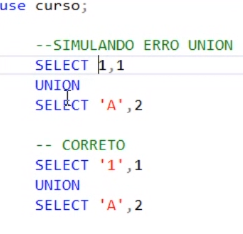 use curso;
--SIMULANDO ERRO UNION
SELECT 1,1
UNION
SELECT 'A',2
-- CORRETO
SELECT '1',1
UNION
SELECT 'A',2